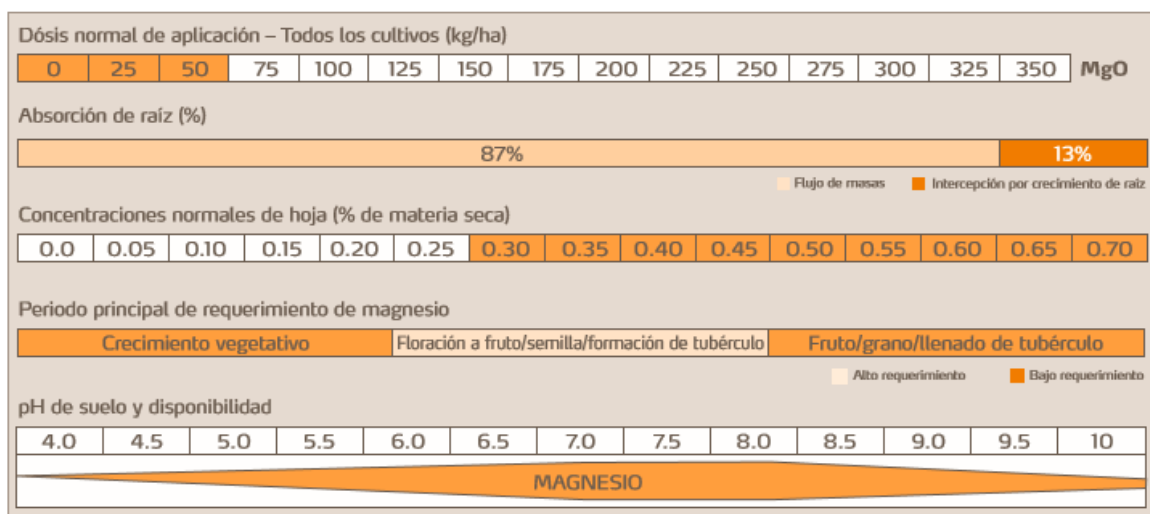 Dósis normal de aplicación – Todos los cultivos (kg/ha)
0 25 50 75 100 125 150 175 200 225 250 275 300 325 350 MgO
Absorción de raíz (%)
87% 13%
Flujo de masas Intercepción por crecimiento de raíz
Concentraciones normales de hoja (% de materia seca)
0.0 0.05 0.10 0.15 0.20 0.25 0.30 0.35 0.40 0.45 0.50 0.55 0.60 0.65 0.70
Periodo principal de requerimiento de magnesio
Crecimiento vegetativo Floración a fruto/semilla/formación de tubérculo Fruto/grano/llenado de tubérculo
Alto requerimiento Bajo requerimiento
pH de suelo y disponibilidad
4.0 4.5 5.0 5.5 6.0 6.5 7.0 7.5 8.0 8.5 9.0 9.5 10
MAGNESIO